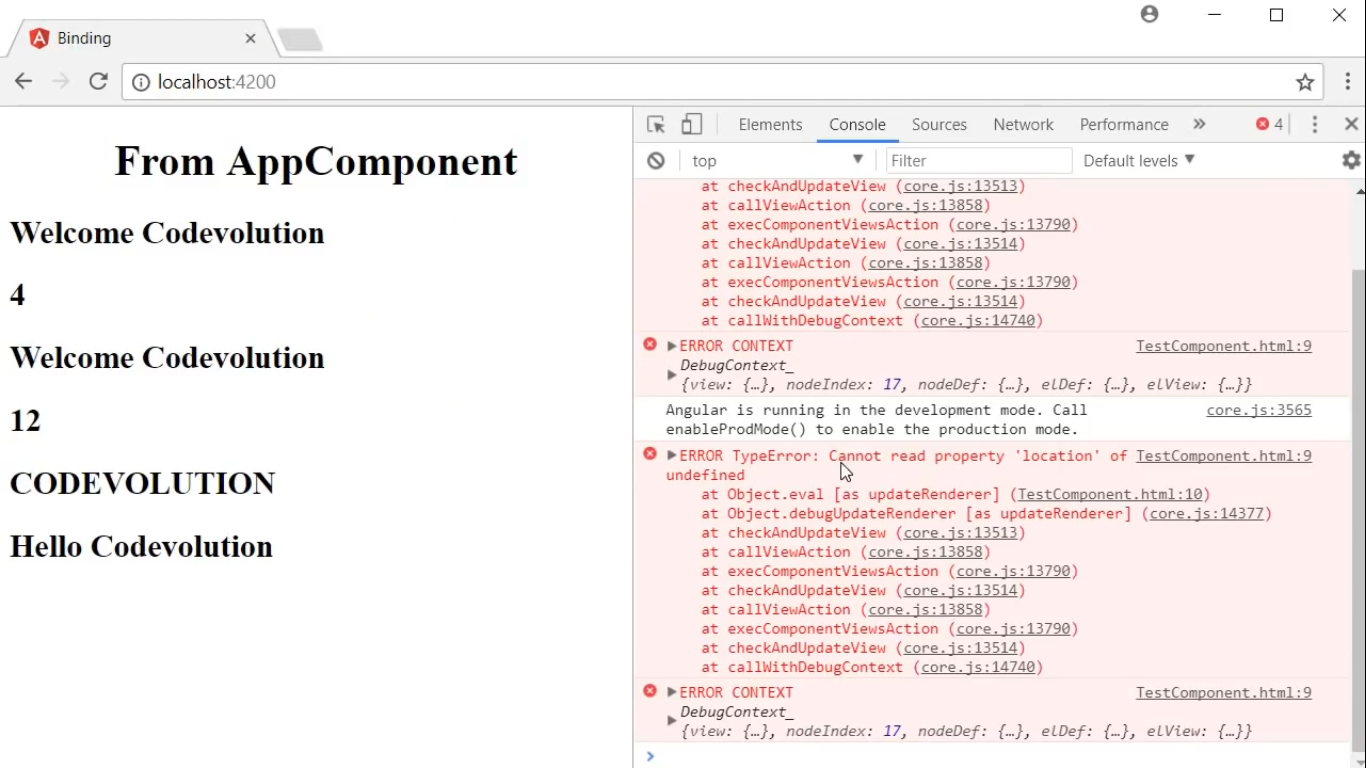 Binding
localhost:4200
From AppComponent
Welcome Codevolution
4
Welcome Codevolution
12
CODEVOLUTION
Hello Codevolution
Elements Console Sources Network Performance » 4
top Filter Default levels
at checkAndUpdateView (core.js:13513)
at callViewAction (core.js:13858)
at execComponentViewsAction (core.js:13790)
at checkAndUpdateView (core.js:13514)
at callViewAction (core.js:13858)
at execComponentViewsAction (core.js:13790)
at checkAndUpdateView (core.js:13514)
at callWithDebugContext (core.js:14740)
ERROR CONTEXT TestComponent.html:9
DebugContext_
{view: {…}, nodeIndex: 17, nodeDef: {…}, elDef: {…}, elView: {…}}
Angular is running in the development mode. Call core.js:3565
enableProdMode() to enable the production mode.
ERROR TypeError: Cannot read property 'location' of TestComponent.html:9
undefined
at Object.eval [as updateRenderer] (TestComponent.html:10)
at Object.debugUpdateRenderer [as updateRenderer] (core.js:14377)
at checkAndUpdateView (core.js:13513)
at callViewAction (core.js:13858)
at execComponentViewsAction (core.js:13790)
at checkAndUpdateView (core.js:13514)
at callViewAction (core.js:13858)
at execComponentViewsAction (core.js:13790)
at checkAndUpdateView (core.js:13514)
at callWithDebugContext (core.js:14740)
ERROR CONTEXT TestComponent.html:9
DebugContext_
{view: {…}, nodeIndex: 17, nodeDef: {…}, elDef: {…}, elView: {…}}